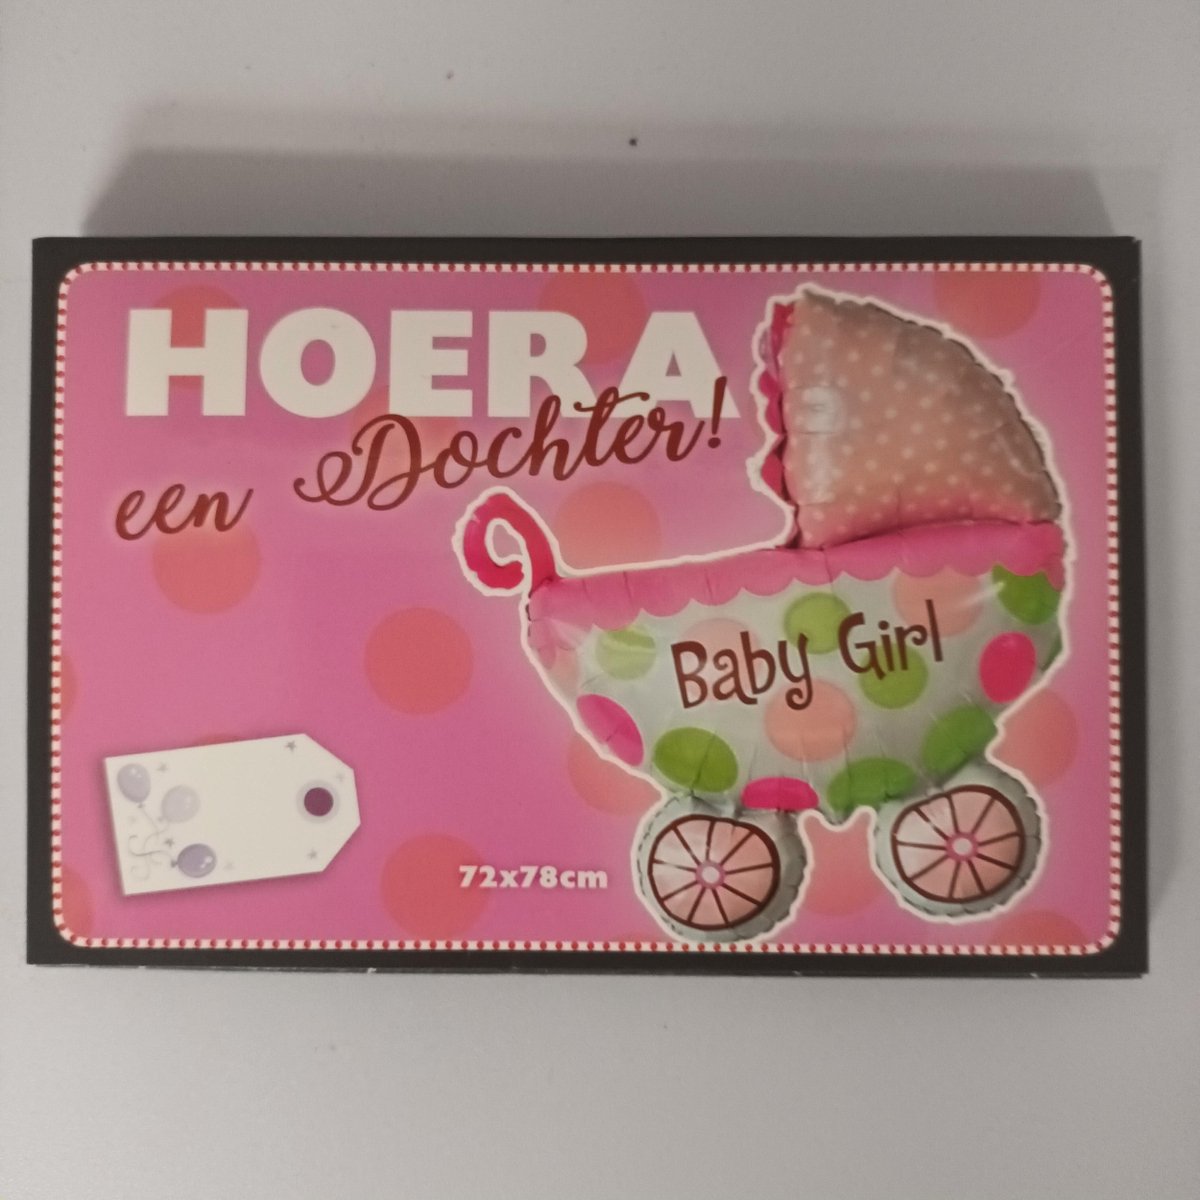 HOERA
een Dochter!
Baby Girl
72x78cm